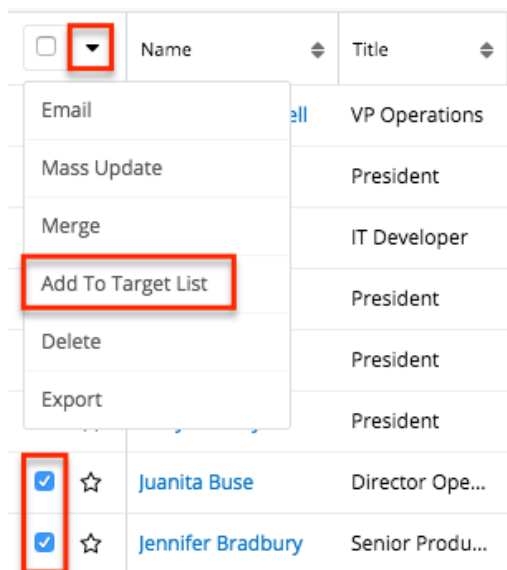 Name Title
Email
ell VP Operations
Mass Update
President
Merge
IT Developer
Add To Target List
President
Delete
President
Export
President
Juanita Buse Director Ope...
Jennifer Bradbury Senior Produ...